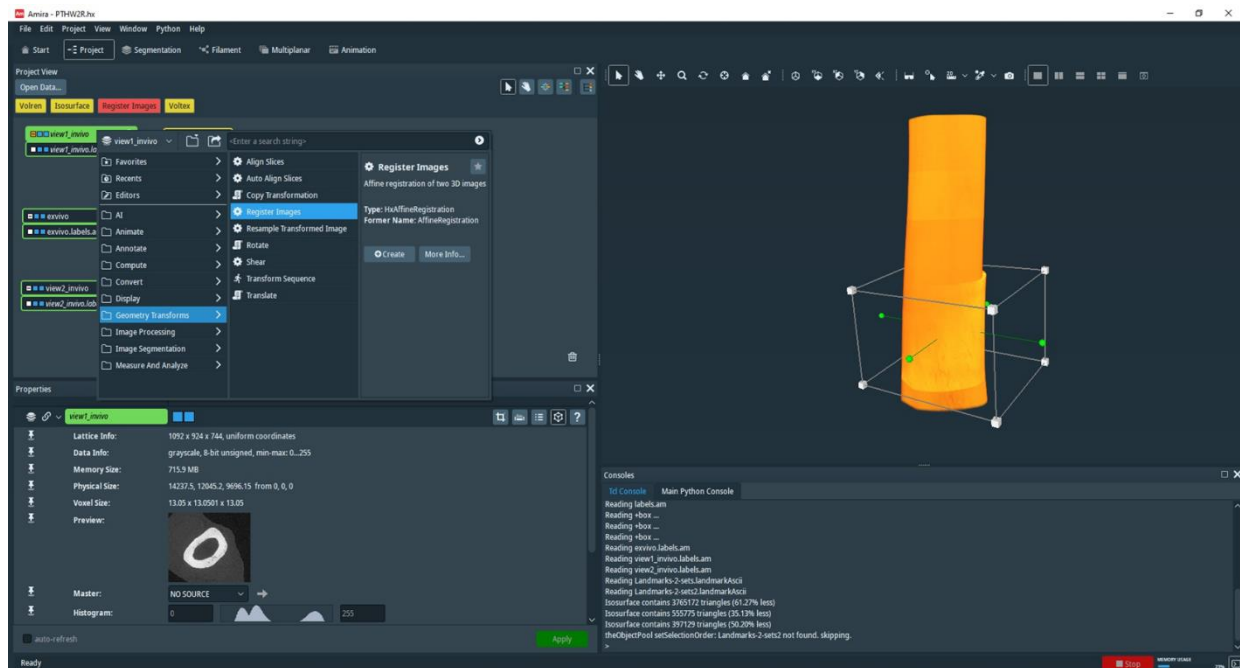 Amira - PTHW2R.hx
File Edit Project View Window Python Help
Start Project Segmentation Filament Multiplanar Animation
Project View
Open Data...
Volren Isosurface Register Images Voltex
view1_invivo
view1_invivo.la
exvivo
exvivo.labels.a
view2_invivo
view2_invivo.lab
view1_invivo <Enter a search string>
Favorites
Recents
Editors
AI
Animate
Annotate
Compute
Convert
Display
Geometry Transforms
Image Processing
Image Segmentation
Measure And Analyze
Align Slices
Auto Align Slices
Copy Transformation
Register Images
Resample Transformed Image
Rotate
Shear
Transform Sequence
Translate
Register Images
Affine registration of two 3D images
Type: HxAffineRegistration
Former Name: AffineRegistration
Create More Info...
Properties
view1_invivo
Lattice Info: 1092 x 924 x 744, uniform coordinates
Data Info: grayscale, 8-bit unsigned, min-max: 0...255
Memory Size: 715.9 MB
Physical Size: 14237.5, 12045.2, 9696.15 from 0, 0, 0
Voxel Size: 13.05 x 13.0501 x 13.05
Preview:
Master: NO SOURCE
Histogram: 0 255
auto-refresh Apply
Ready
Consoles
Tcl Console Main Python Console
Reading labels.am
Reading +box ...
Reading +box ...
Reading +box ...
Reading exvivo.labels.am
Reading view1_invivo.labels.am
Reading view2_invivo.labels.am
Reading Landmarks-2-sets.landmarkAscii
Reading Landmarks-2-sets2.landmarkAscii
Isosurface contains 3765172 triangles (61.27% less)
Isosurface contains 555775 triangles (35.13% less)
Isosurface contains 397129 triangles (50.20% less)
theObjectPool setSelectionOrder: Landmarks-2-sets2 not found. skipping.
>
Stop MEMORY USAGE